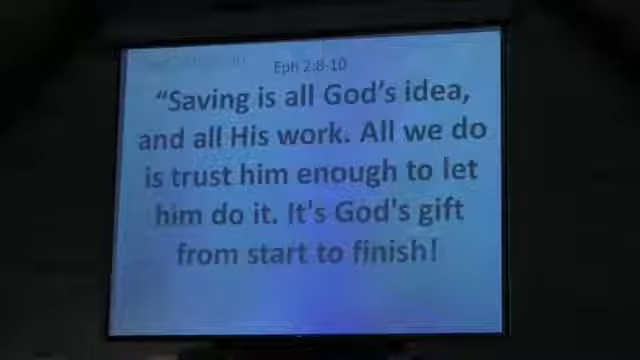 Eph 2:8-10
“Saving is all God’s idea,
and all His work. All we do
is trust him enough to let
him do it. It's God's gift
from start to finish!